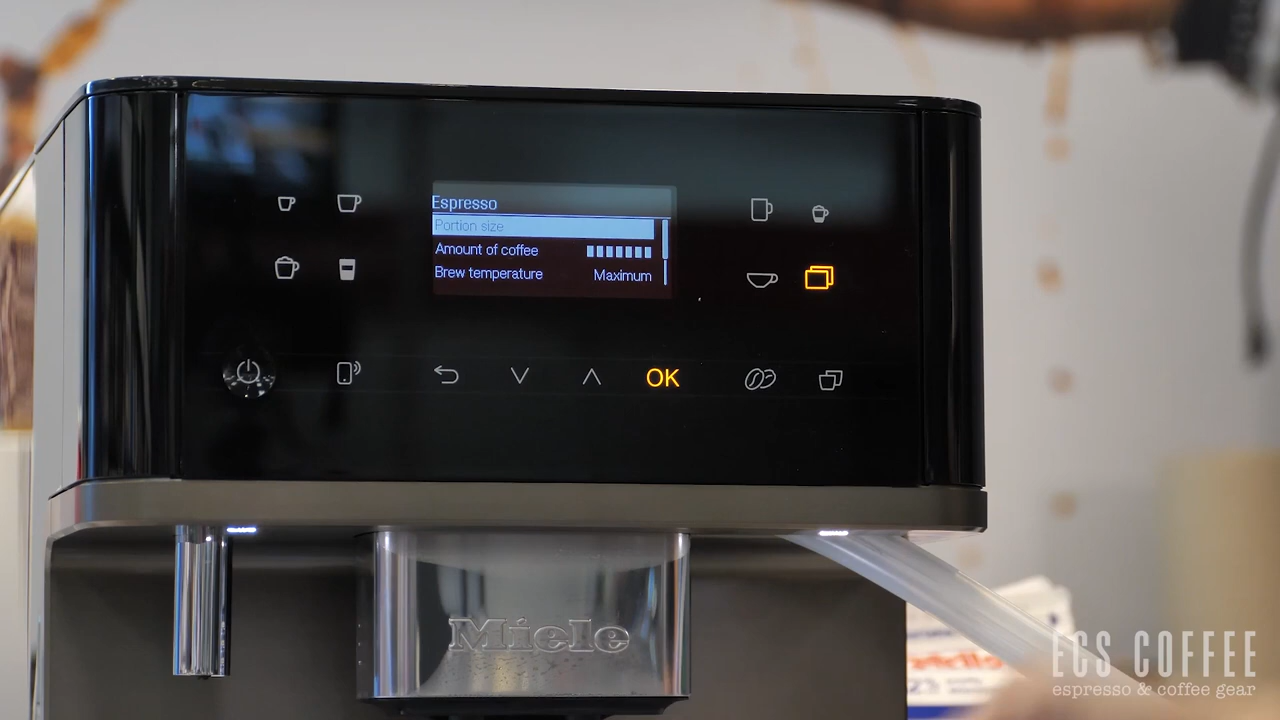 Espresso
Portion size
Amount of coffee
Brew temperature Maximum
OK
Miele
ECS COFFEE
espresso & coffee gear